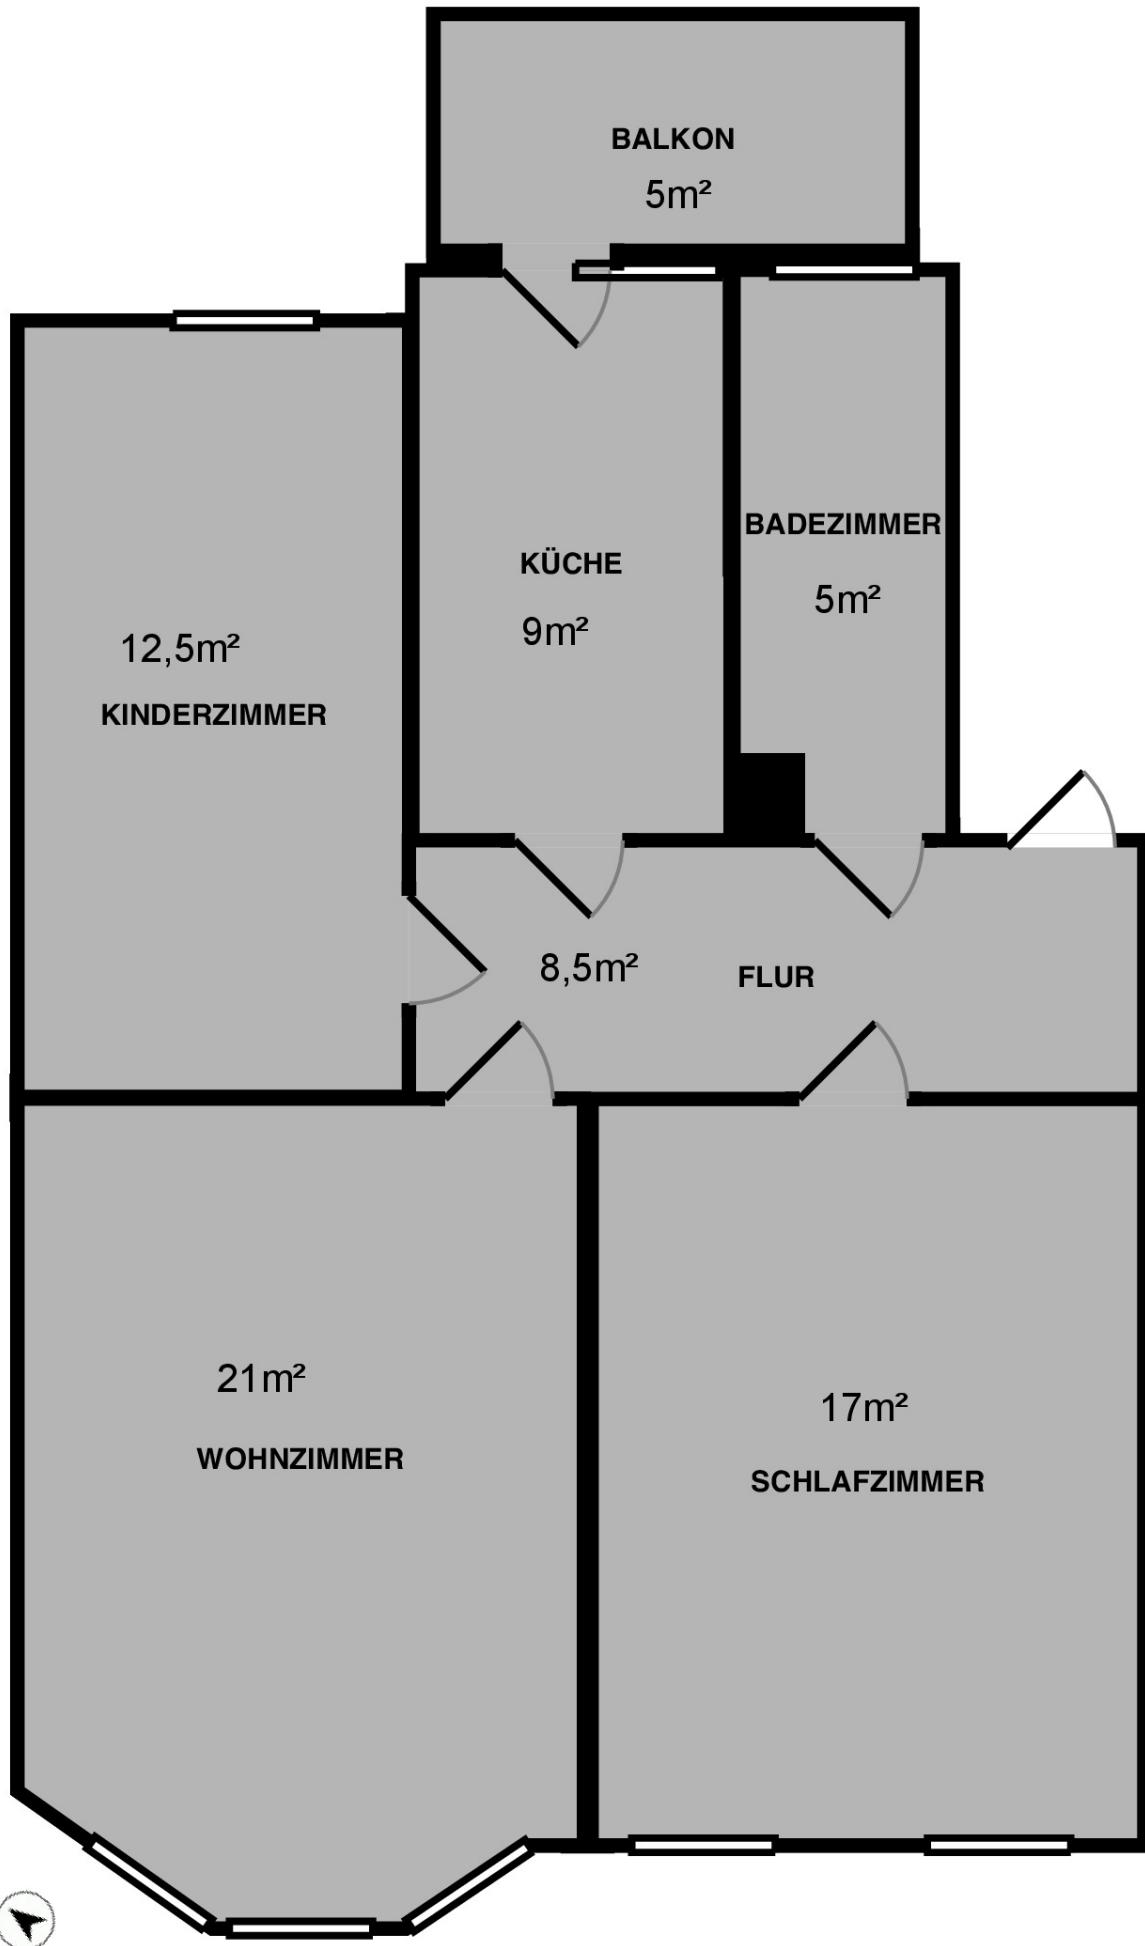 BALKON
5m²
KÜCHE
9m²
BADEZIMMER
5m²
12,5m²
KINDERZIMMER
8,5m²
FLUR
21m²
WOHNZIMMER
17m²
SCHLAFZIMMER